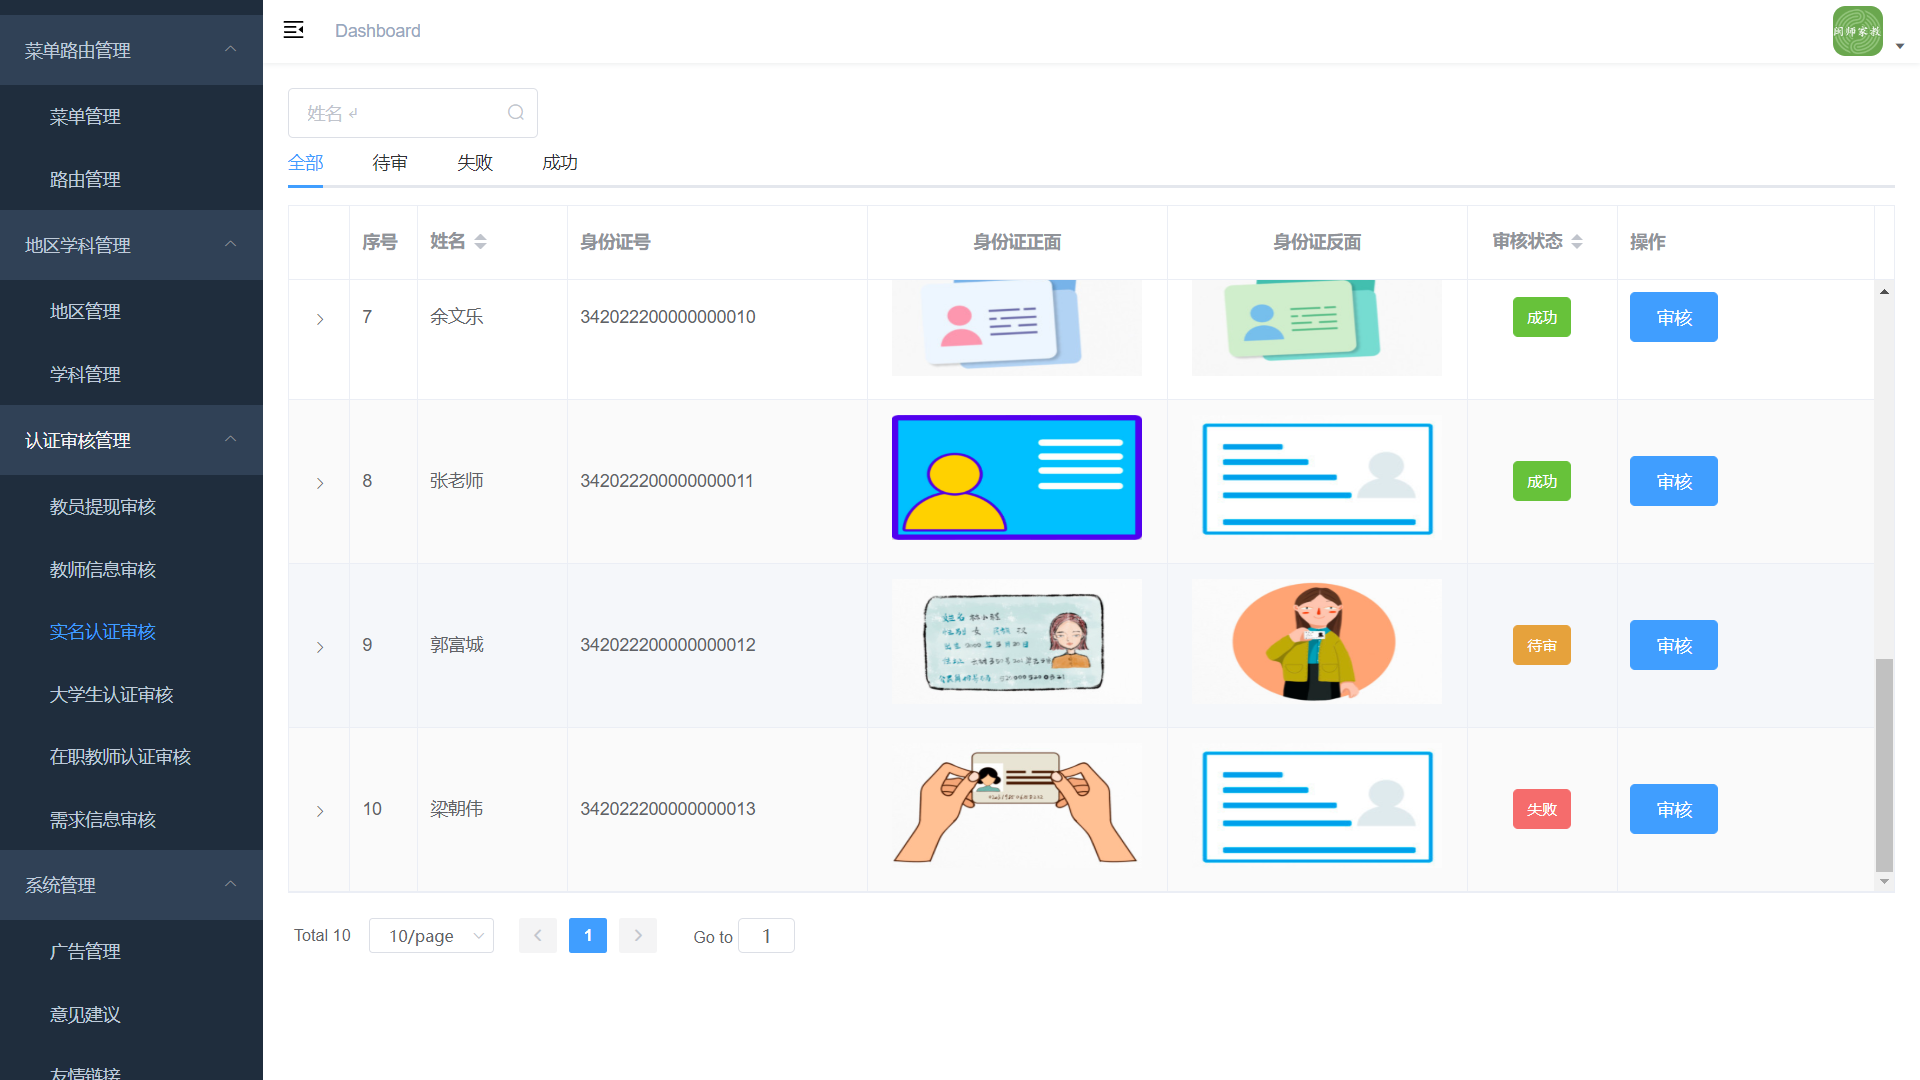 菜单路由管理
菜单管理
路由管理
地区学科管理
地区管理
学科管理
认证审核管理
教员提现审核
教师信息审核
实名认证审核
大学生认证审核
在职教师认证审核
需求信息审核
系统管理
广告管理
意见建议
友情链接
Dashboard
闰师家教
姓名 ↲
全部 待审 失败 成功
序号 姓名 身份证号 身份证正面 身份证反面 审核状态 操作
7 余文乐 342022200000000010 成功 审核
8 张老师 342022200000000011 成功 审核
9 郭富城 342022200000000012 待审 审核
10 梁朝伟 342022200000000013 失败 审核
Total 10 10/page 1 Go to 1